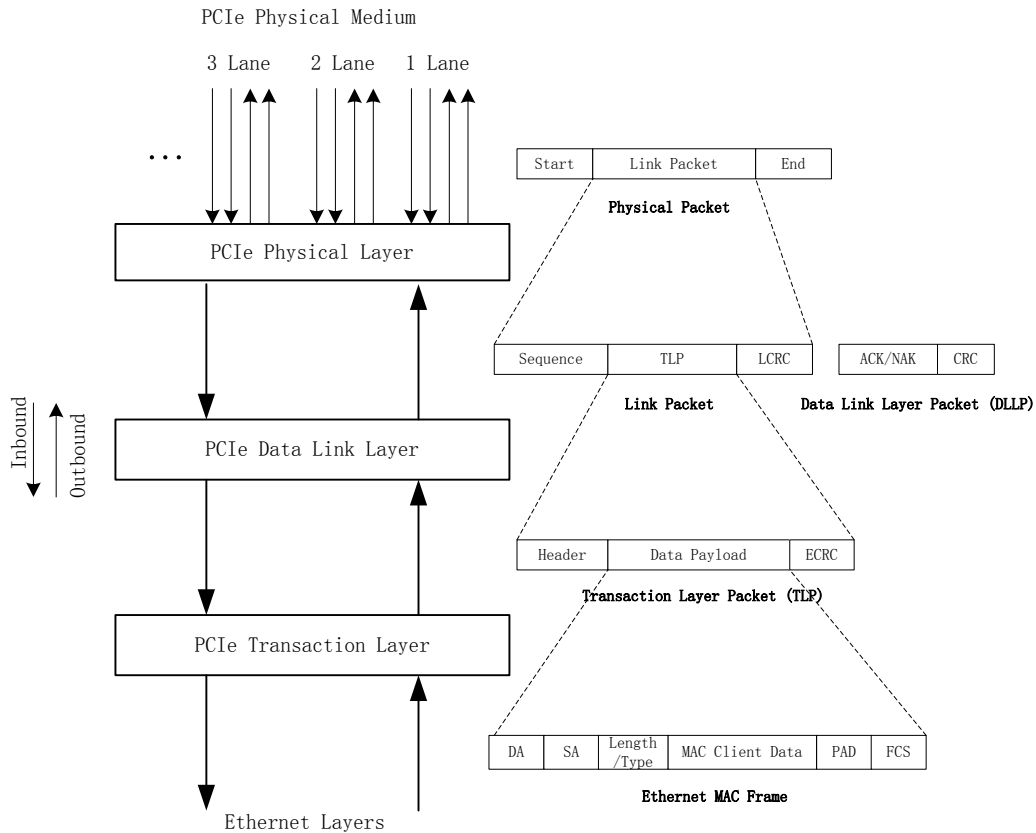 PCIe Physical Medium
3 Lane 2 Lane 1 Lane
...
Start Link Packet End
Physical Packet
PCIe Physical Layer
Sequence TLP LCRC
Link Packet
ACK/NAK CRC
Data Link Layer Packet (DLLP)
Inbound
Outbound
PCIe Data Link Layer
Header Data Payload ECRC
Transaction Layer Packet (TLP)
PCIe Transaction Layer
DA SA Length
/Type MAC Client Data PAD FCS
Ethernet MAC Frame
Ethernet Layers